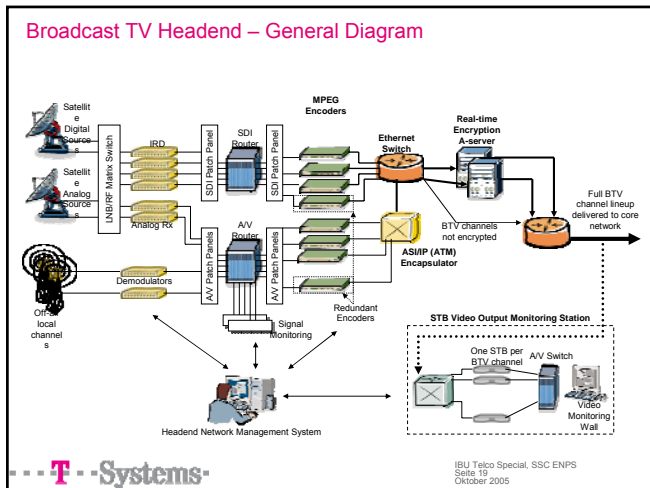 Broadcast TV Headend – General Diagram
Satellit
e
Digital
Source
s
Satellit
e
Analog
Source
s
Off-air
local
channel
s
LNB/RF Matrix Switch
IRD
Analog Rx
Demodulators
SDI Patch Panel
SDI
Router
SDI Patch Panel
A/V Patch Panels
A/V
Router
A/V Patch Panels
Signal
Monitoring
MPEG
Encoders
Redundant
Encoders
Ethernet
Switch
Real-time
Encryption
A-server
BTV channels
not encrypted
ASI/IP (ATM)
Encapsulator
Full BTV
channel lineup
delivered to core
network
STB Video Output Monitoring Station
One STB per
BTV channel
A/V Switch
Video
Monitoring
Wall
Headend Network Management System
T Systems
IBU Telco Special, SSC ENPS
Seite 19
Oktober 2005